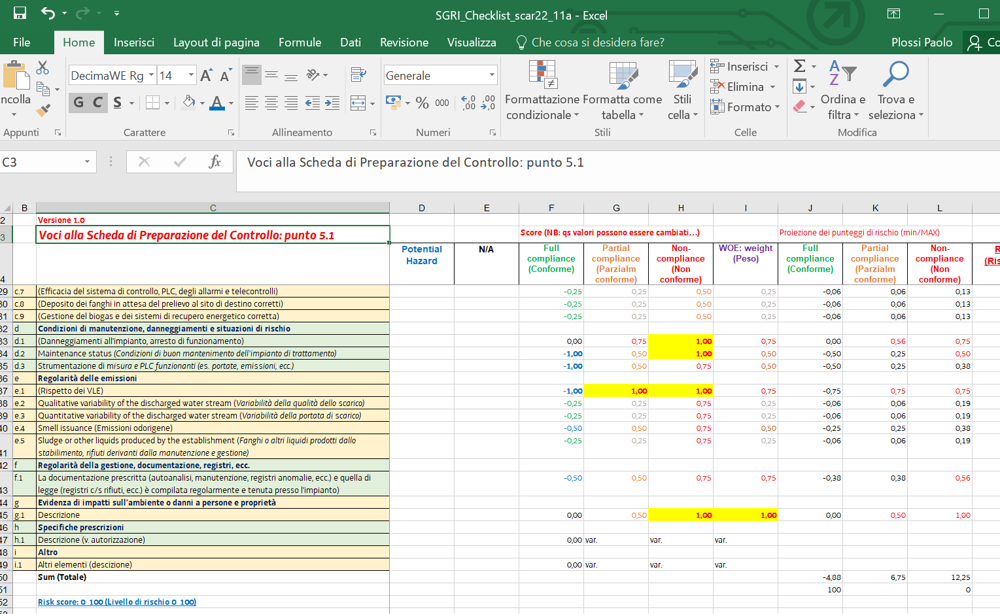 SGRI_Checklist_scar22_11a - Excel
File Home Inserisci Layout di pagina Formule Dati Revisione Visualizza Che cosa si desidera fare? Plossi Paolo Co
ncolla
Appunti
DecimaWE Rg 14 A A
G C S A
Carattere
Allineamento
Generale
% 000 ,0 ,00 ,00 ,0
Numeri
Formattazione condizionale
Formatta come tabella
Stili cella
Stili
Inserisci
Elimina
Formato
Celle
Σ A Z
Ordina e filtra
Trova e seleziona
Modifica
C3 fx Voci alla Scheda di Preparazione del Controllo: punto 5.1
B C D E F G H I J K L
2 Versione 1.0
3 Voci alla Scheda di Preparazione del Controllo: punto 5.1 Score (NB: qs valori possono essere cambiati...) Proiezione dei punteggi di rischio (min/MAX)
4 Potential Hazard N/A Full compliance (Conforme) Partial compliance (Parzialm conforme) Non-compliance (Non conforme) WOE: weight (Peso) Full compliance (Conforme) Partial compliance (Parzialm conforme) Non-compliance (Non conforme) R (Ris
29 c.7 (Efficacia del sistema di controllo, PLC, degli allarmi e telecontrolli) -0,25 0,25 0,50 0,25 -0,06 0,06 0,13
30 c.8 (Deposito dei fanghi in attesa del prelievo al sito di destino corretti) -0,25 0,25 0,50 0,25 -0,06 0,06 0,13
31 c.9 (Gestione del biogas e dei sistemi di recupero energetico corretta) -0,25 0,25 0,50 0,25 -0,06 0,06 0,13
32 d Condizioni di manutenzione, danneggiamenti e situazioni di rischio
33 d.1 (Danneggiamenti all'impianto, arresto di funzionamento) 0,00 0,75 1,00 0,75 0,00 0,56 0,75
34 d.2 Maintenance status (Condizioni di buon mantenimento dell'impianto di trattamento) -1,00 0,50 1,00 0,50 -0,50 0,25 0,50
35 d.3 Strumentazione di misura e PLC funzionanti (es. portate, emissioni, ecc.) -1,00 0,50 0,75 0,50 -0,50 0,25 0,38
36 e Regolarità delle emissioni
37 e.1 (Rispetto dei VLE) -1,00 1,00 1,00 0,75 -0,75 0,75 0,75
38 e.2 Qualitative variability of the discharged water stream (Variabilità della qualità dello scarico) -0,25 0,25 0,75 0,25 -0,06 0,06 0,19
39 e.3 Quantitative variability of the discharged water stream (Variabilità della portata di scarico) -0,25 0,25 0,75 0,25 -0,06 0,06 0,19
40 e.4 Smell issuance (Emissioni odorigene) -0,50 0,50 0,75 0,50 -0,25 0,25 0,38
e.5 Sludge or other liquids produced by the establishment (Fanghi o altri liquidi prodotti dallo -0,25 0,25 0,75 0,25 -0,06 0,06 0,19
41 stabilimento, rifiuti derivanti dalla manutenzione e gestione)
42 f Regolarità della gestione, documentazione, registri, ecc.
f.1 La documentazione prescritta (autoanalisi, manutenzione, registri anomalie, ecc.) e quella di -0,50 0,50 0,75 0,75 -0,38 0,38 0,56
43 legge (registri c/s rifiuti, ecc.) è compilata regolarmente e tenuta presso l'impianto)
44 g Evidenza di impatti sull'ambiente o danni a persone e proprietà
45 g.1 Descrizione 0,00 0,50 1,00 1,00 0,00 0,50 1,00
46 h Specifiche prescrizioni
47 h.1 Descrizione (v. autorizzazione) 0,00 var. var. var.
48 i Altro
49 i.1 Altri elementi (descizione) 0,00 var. var. var.
50 Sum (Totale) -4,88 6,75 12,25
51 100 0
52 Risk score: 0_100 (Livello di rischio 0_100)